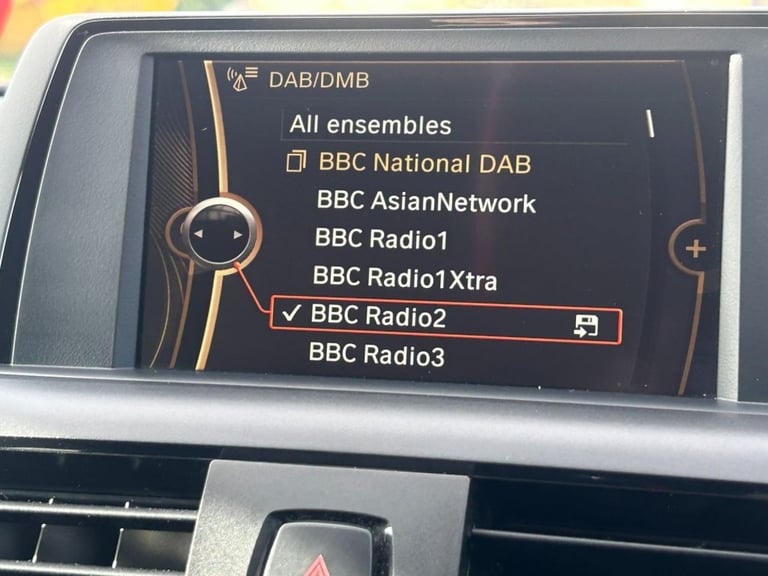 DAB/DMB
All ensembles
BBC National DAB
BBC AsianNetwork
BBC Radio1
BBC Radio1Xtra
BBC Radio2
BBC Radio3